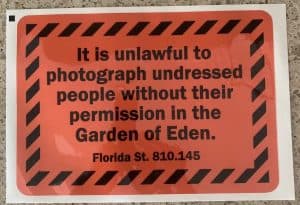 It is unlawful to
photograph undressed
people without their
permission in the
Garden of Eden.
Florida St. 810.145